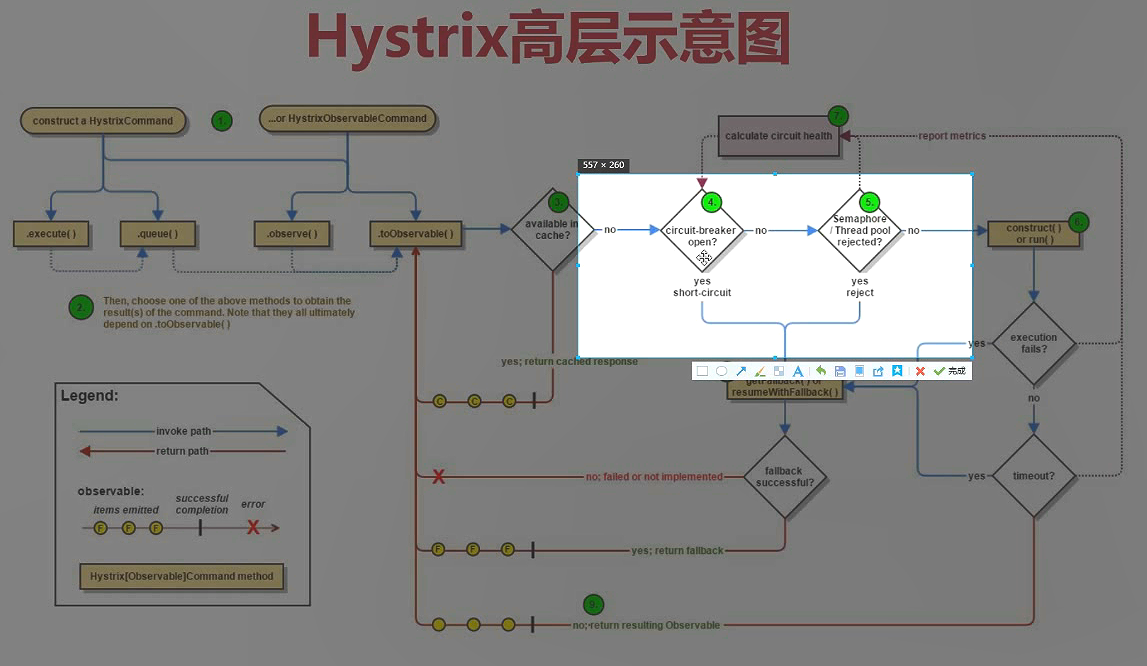 Hystrix高层示意图
construct a HystrixCommand
1.
...or HystrixObservableCommand
7.
calculate circuit health
report metrics
557 × 260
3.
4.
5.
6.
.execute( )
.queue( )
.observe( )
.toObservable( )
available in
cache?
no
circuit-breaker
open?
no
Semaphore
/ Thread pool
rejected?
no
construct( )
or run( )
yes
short-circuit
yes
reject
2.
Then, choose one of the above methods to obtain the
result(s) of the command. Note that they all ultimately
depend on .toObservable( )
yes
execution
fails?
yes; return cached response
完成
getFallback( ) or
resumeWithFallback( )
no
C C C
Legend:
invoke path
return path
observable:
items emitted
successful
completion
error
F F F
Hystrix[Observable]Command method
X
no; failed or not implemented
fallback
successful?
yes
timeout?
F F F
yes; return fallback
9.
no; return resulting Observable